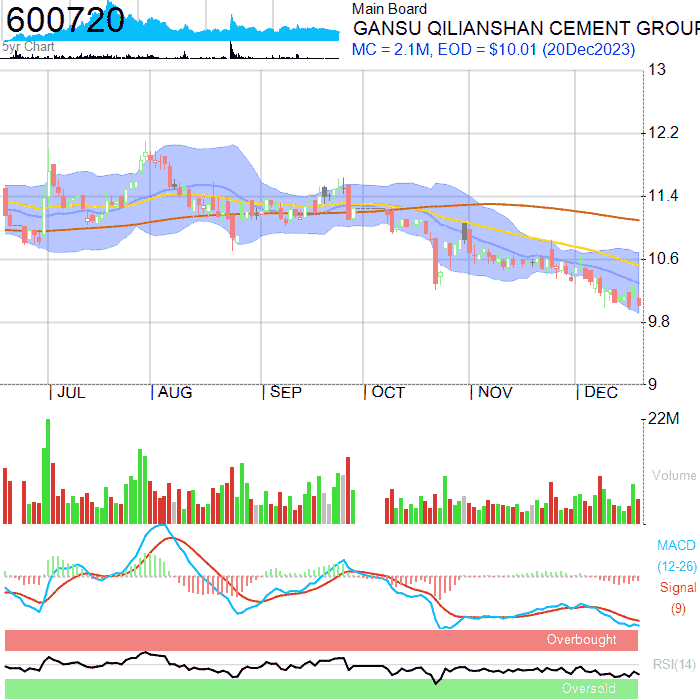 600720
5yr Chart
Main Board
GANSU QILIANSHAN CEMENT GROUP
MC = 2.1M, EOD = $10.01 (20Dec2023)
13
12.2
11.4
10.6
9.8
9
JUL
AUG
SEP
OCT
NOV
DEC
22M
Volume
MACD
(12-26)
Signal
(9)
Overbought
RSI(14)
Oversold